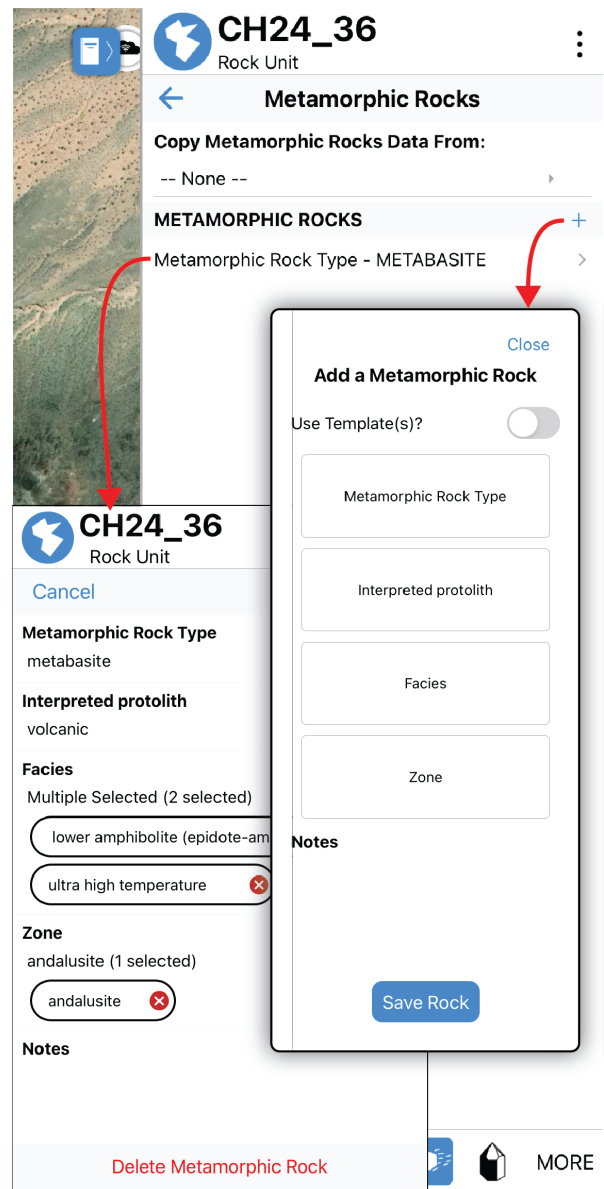 CH24_36
Rock Unit
Metamorphic Rocks
Copy Metamorphic Rocks Data From:
-- None --
METAMORPHIC ROCKS +
Metamorphic Rock Type - METABASITE
Close
Add a Metamorphic Rock
Use Template(s)?
Metamorphic Rock Type
Interpreted protolith
Facies
Zone
Notes
Save Rock
CH24_36
Rock Unit
Cancel
Metamorphic Rock Type
metabasite
Interpreted protolith
volcanic
Facies
Multiple Selected (2 selected)
lower amphibolite (epidote-am
ultra high temperature
Zone
andalusite (1 selected)
andalusite
Notes
Delete Metamorphic Rock
MORE